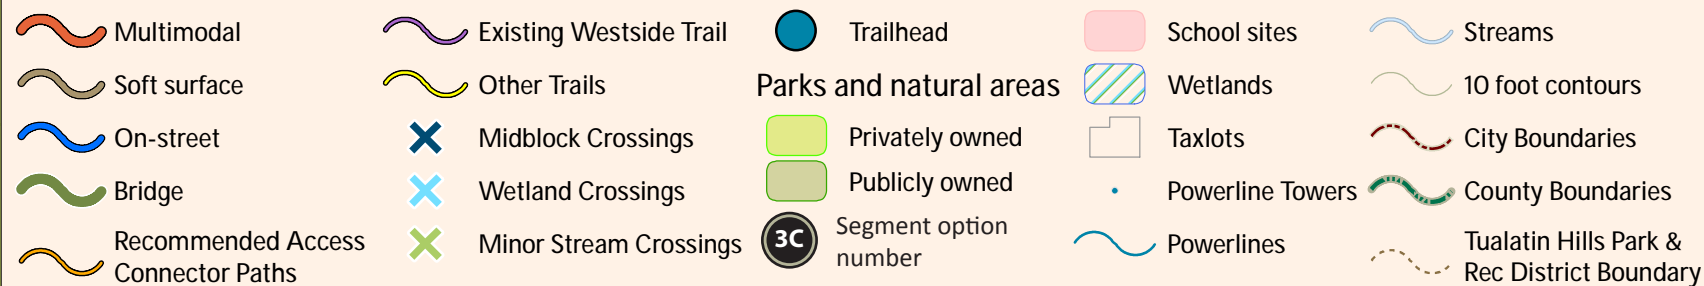 Multimodal
Soft surface
On-street
Bridge
Recommended Access
Connector Paths
Existing Westside Trail
Other Trails
Midblock Crossings
Wetland Crossings
Minor Stream Crossings
Trailhead
Parks and natural areas
Privately owned
Publicly owned
3C
Segment option
number
School sites
Wetlands
Taxlots
Powerline Towers
Powerlines
Streams
10 foot contours
City Boundaries
County Boundaries
Tualatin Hills Park &
Rec District Boundary